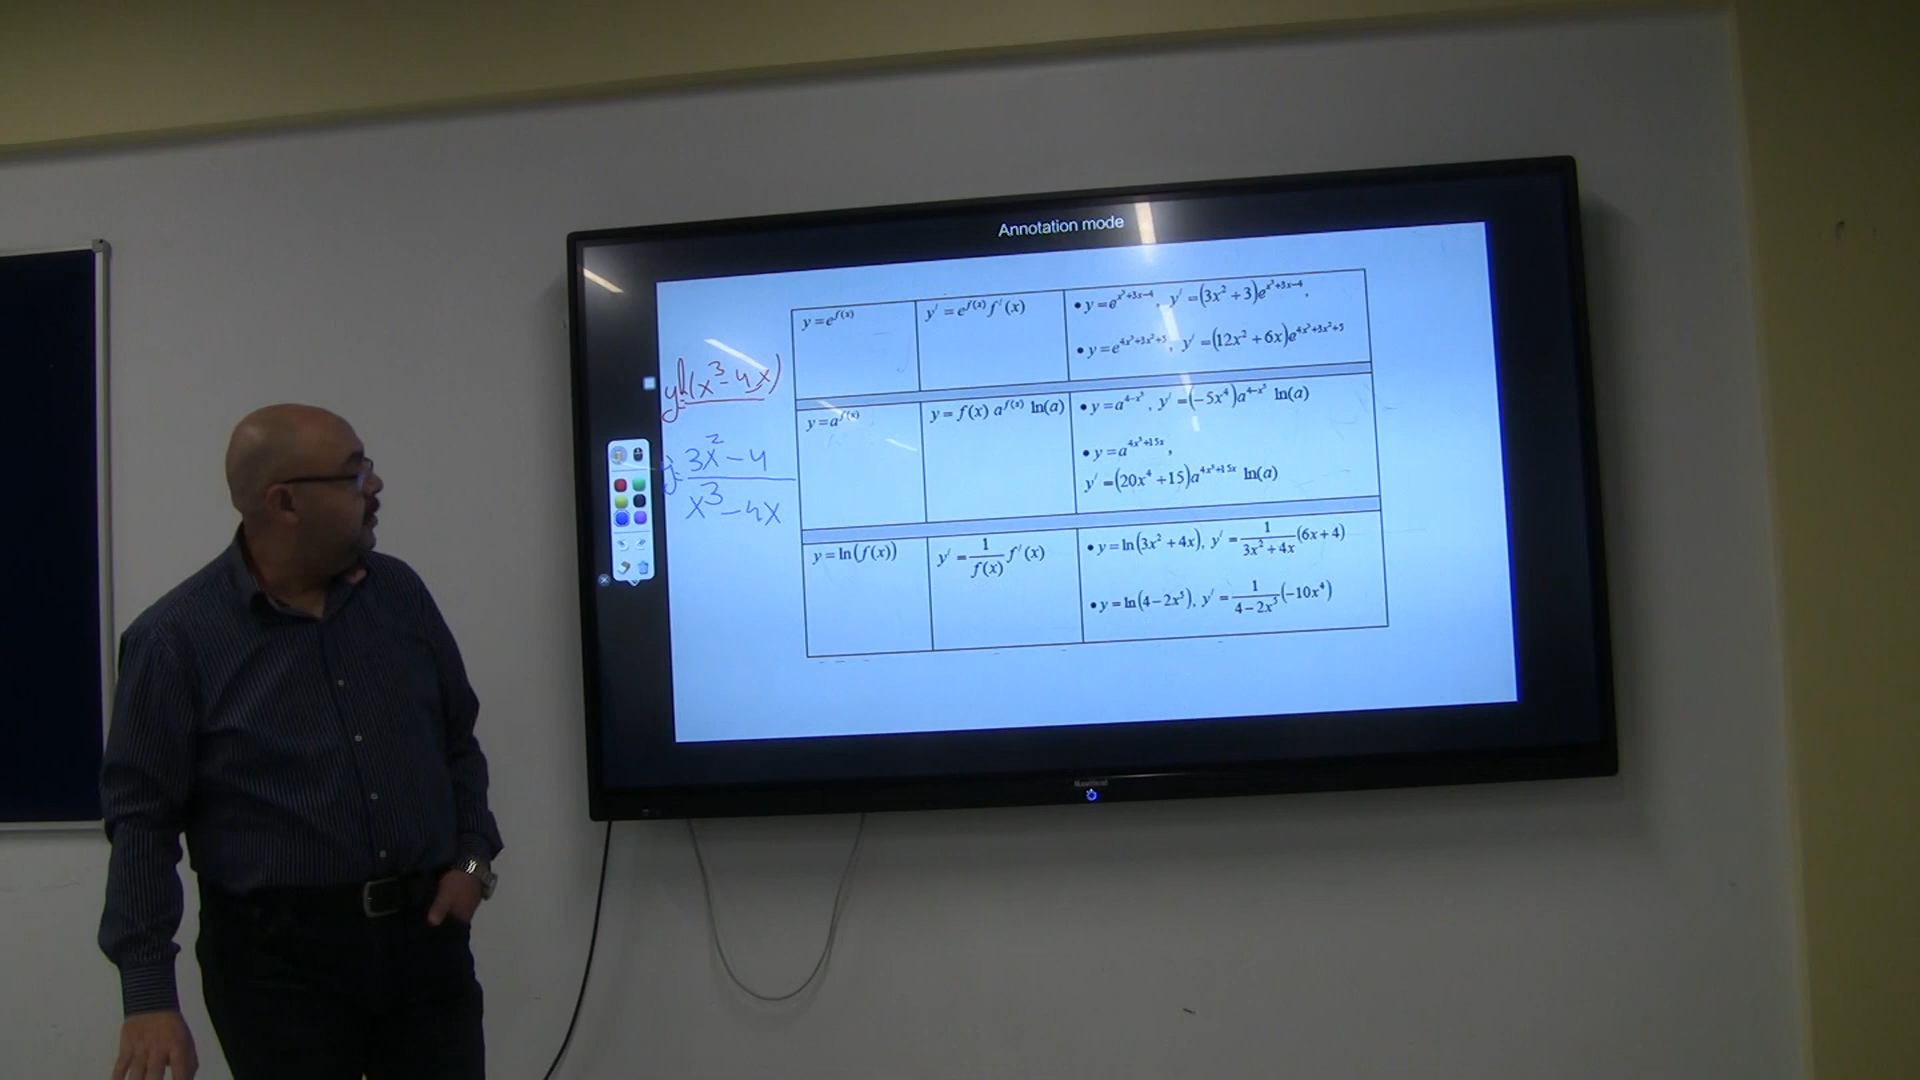 Annotation mode
y = e^{f(x)}
y′ = e^{f(x)} f′(x)
• y = e^{x³+3x−4}, y′ = (3x² + 3)e^{x³+3x−4},
• y = e^{4x³+3x²+5}, y′ = (12x² + 6x)e^{4x³+3x²+5}
y = a^{f(x)}
y = f(x) a^{f(x)} ln(a)
• y = a^{4−x⁵}, y′ = (−5x⁴)a^{4−x⁵} ln(a)
• y = a^{4x⁵+15x},
y′ = (20x⁴ + 15)a^{4x⁵+15x} ln(a)
y = ln(f(x))
y′ = 1/f(x) f′(x)
• y = ln(3x² + 4x), y′ = 1/(3x² + 4x) (6x + 4)
• y = ln(4 − 2x⁵), y′ = 1/(4 − 2x⁵) (−10x⁴)
(x³ − 4x)
3x² − 4
x³ − 4x